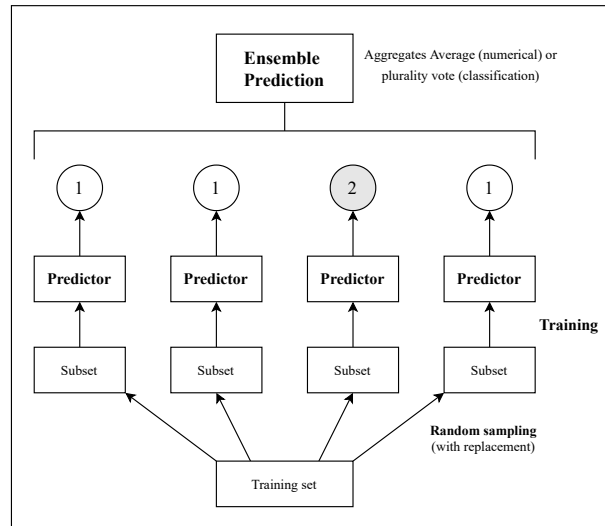 Ensemble
Prediction
Aggregates Average (numerical) or
plurality vote (classification)
1
1
2
1
Predictor
Predictor
Predictor
Predictor
Training
Subset
Subset
Subset
Subset
Random sampling
(with replacement)
Training set